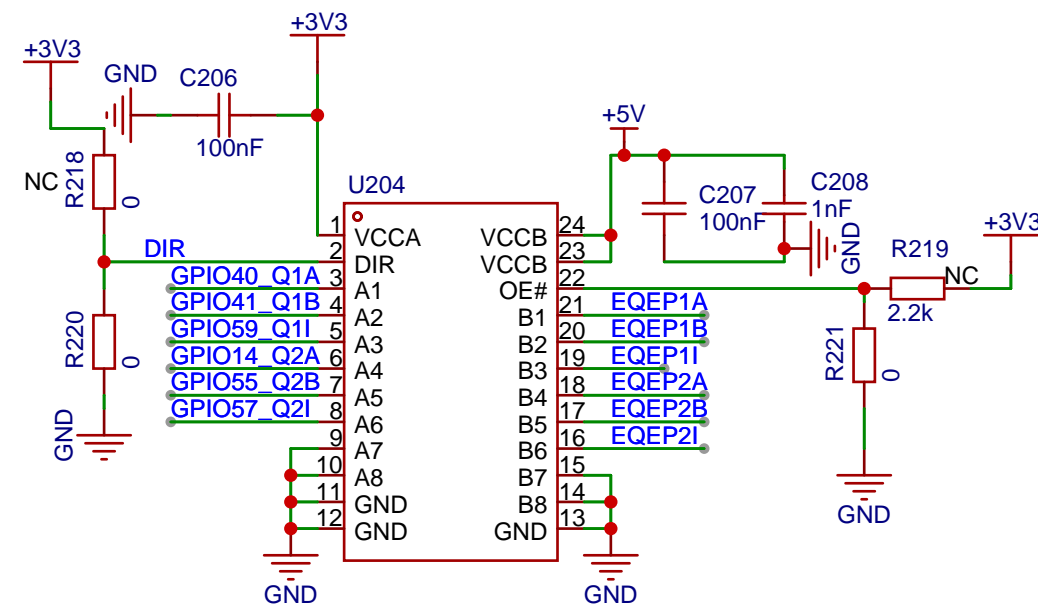 +3V3
+3V3
GND
C206
100nF
NC
R218
0
DIR
R220
0
GND
U204
+5V
C207
100nF
C208
1nF
GND
R219
NC
2.2k
+3V3
R221
0
GND
1
VCCA
VCCB
24
2
DIR
VCCB
23
GPIO40_Q1A
3
A1
OE#
22
GPIO41_Q1B
4
A2
B1
21
EQEP1A
GPIO59_Q1I
5
A3
B2
20
EQEP1B
GPIO14_Q2A
6
A4
B3
19
EQEP1I
GPIO55_Q2B
7
A5
B4
18
EQEP2A
GPIO57_Q2I
8
A6
B5
17
EQEP2B
9
A7
B6
16
EQEP2I
10
A8
B7
15
11
GND
B8
14
12
GND
GND
13
GND
GND